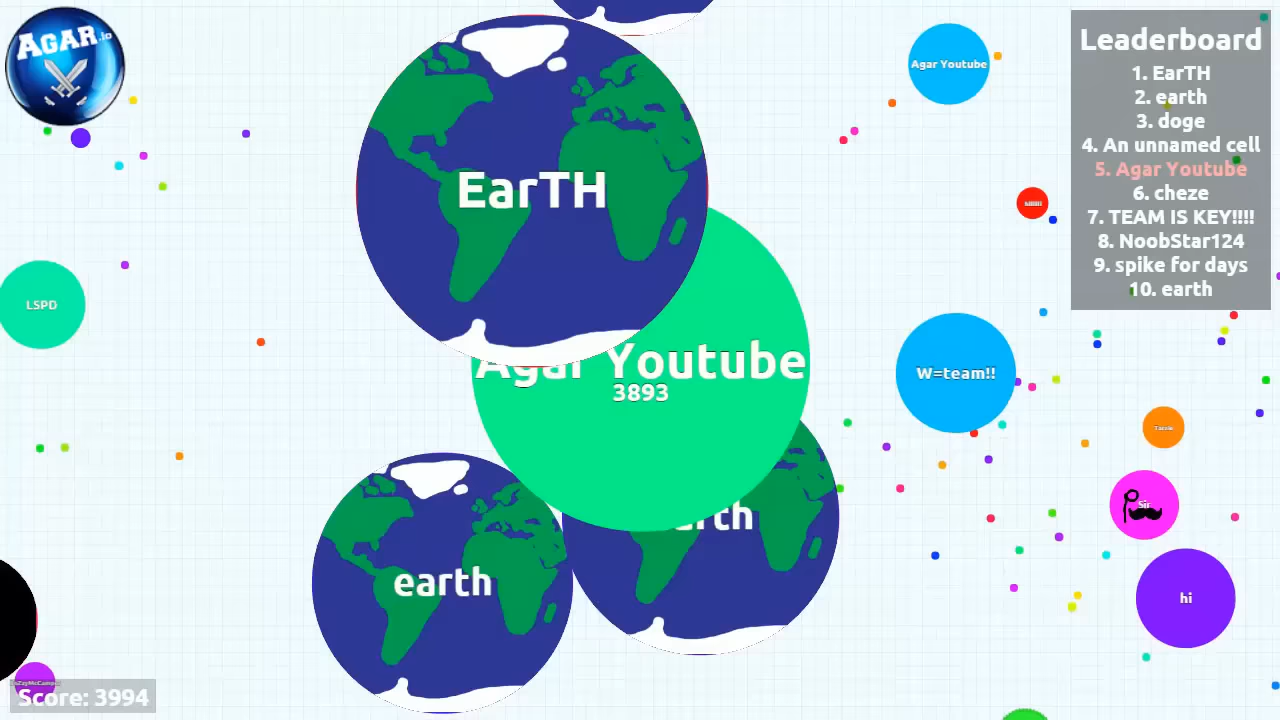 AGAR.io
Agar Youtube
Leaderboard
1. EarTH
2. earth
3. doge
4. An unnamed cell
5. Agar Youtube
6. cheze
7. TEAM IS KEY!!!!
8. NoobStar124
9. spike for days
10. earth
EarTH
LSPD
Agar Youtube
3893
W=team!!
Sir
earth
earth
hi
Score: 3994